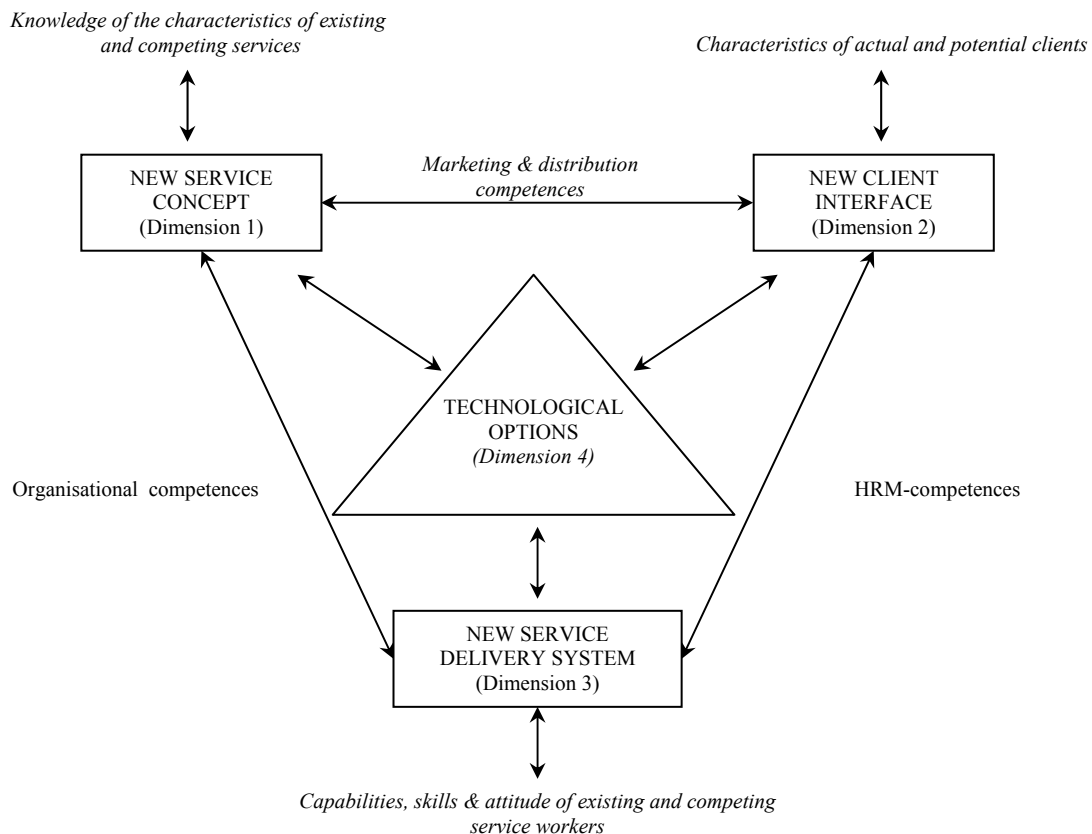 Knowledge of the characteristics of existing
and competing services
Characteristics of actual and potential clients
NEW SERVICE
CONCEPT
(Dimension 1)
Marketing & distribution
competences
NEW CLIENT
INTERFACE
(Dimension 2)
TECHNOLOGICAL
OPTIONS
(Dimension 4)
Organisational competences
HRM-competences
NEW SERVICE
DELIVERY SYSTEM
(Dimension 3)
Capabilities, skills & attitude of existing and competing
service workers